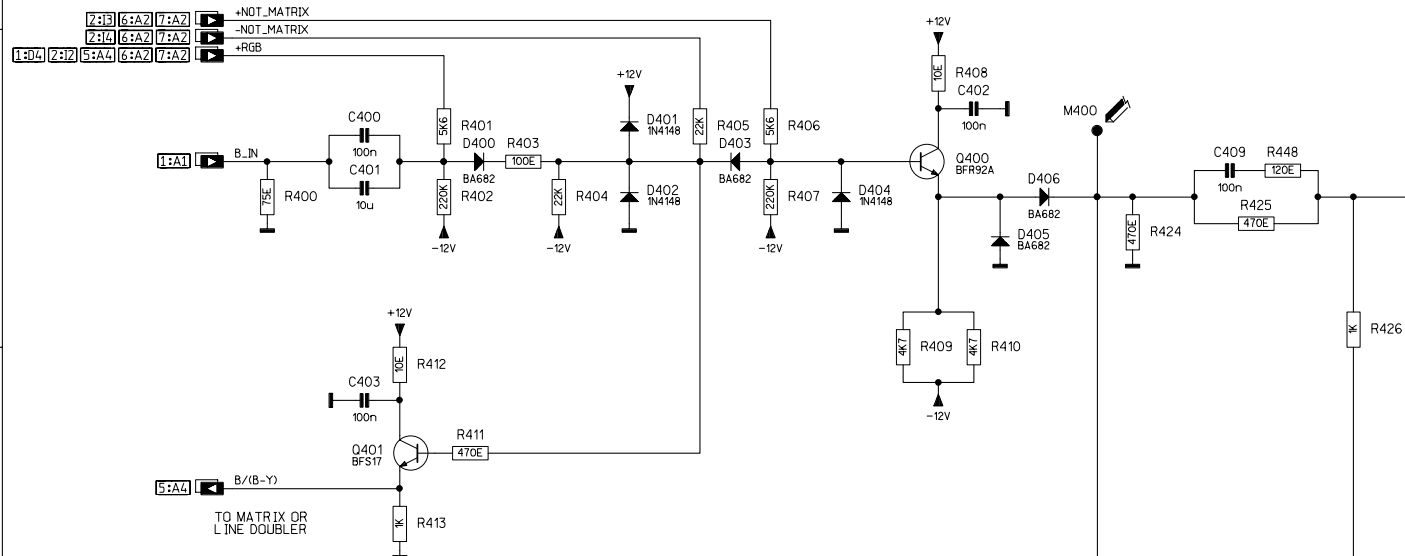 2:I3 6:A2 7:A2 +NOT_MATRIX
2:I4 6:A2 7:A2 -NOT_MATRIX
1:D4 2:I2 5:A4 6:A2 7:A2 +RGB
+12V
10E R408
C402
100n
+12V
D401
1N4148
5K6 R401
22K R405
5K6 R406
M400
C400
100n
C401
10u
1:A1 B_IN
75E R400
D400
BA682
R403
100E
220K R402
-12V
22K R404
-12V
D402
1N4148
D403
BA682
220K R407
-12V
D404
1N4148
Q400
BFR92A
D406
BA682
D405
BA682
470E R424
C409
100n
R448
120E
R425
470E
1K R426
4K7 R409
4K7 R410
-12V
+12V
10E R412
C403
100n
Q401
BFS17
R411
470E
5:A4 B/(B-Y)
TO MATRIX OR
LINE DOUBLER
1K R413